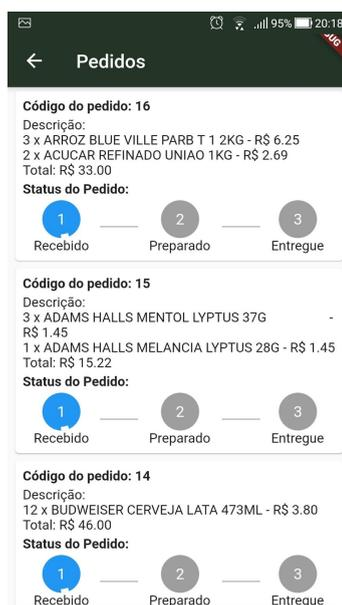 95% 20:18
Pedidos
Código do pedido: 16
Descrição:
3 x ARROZ BLUE VILLE PARB T 1 2KG - R$ 6.25
2 x ACUCAR REFINADO UNIAO 1KG - R$ 2.69
Total: R$ 33.00
Status do Pedido:
1 2 3
Recebido Preparado Entregue
Código do pedido: 15
Descrição:
3 x ADAMS HALLS MENTOL LYPTUS 37G -
R$ 1.45
1 x ADAMS HALLS MELANCIA LYPTUS 28G - R$ 1.45
Total: R$ 15.22
Status do Pedido:
1 2 3
Recebido Preparado Entregue
Código do pedido: 14
Descrição:
12 x BUDWEISER CERVEJA LATA 473ML - R$ 3.80
Total: R$ 46.00
Status do Pedido:
1 2 3
Recebido Preparado Entregue